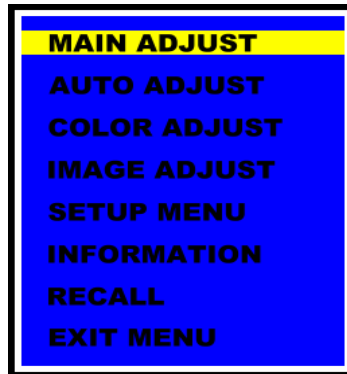 MAIN ADJUST
AUTO ADJUST
COLOR ADJUST
IMAGE ADJUST
SETUP MENU
INFORMATION
RECALL
EXIT MENU